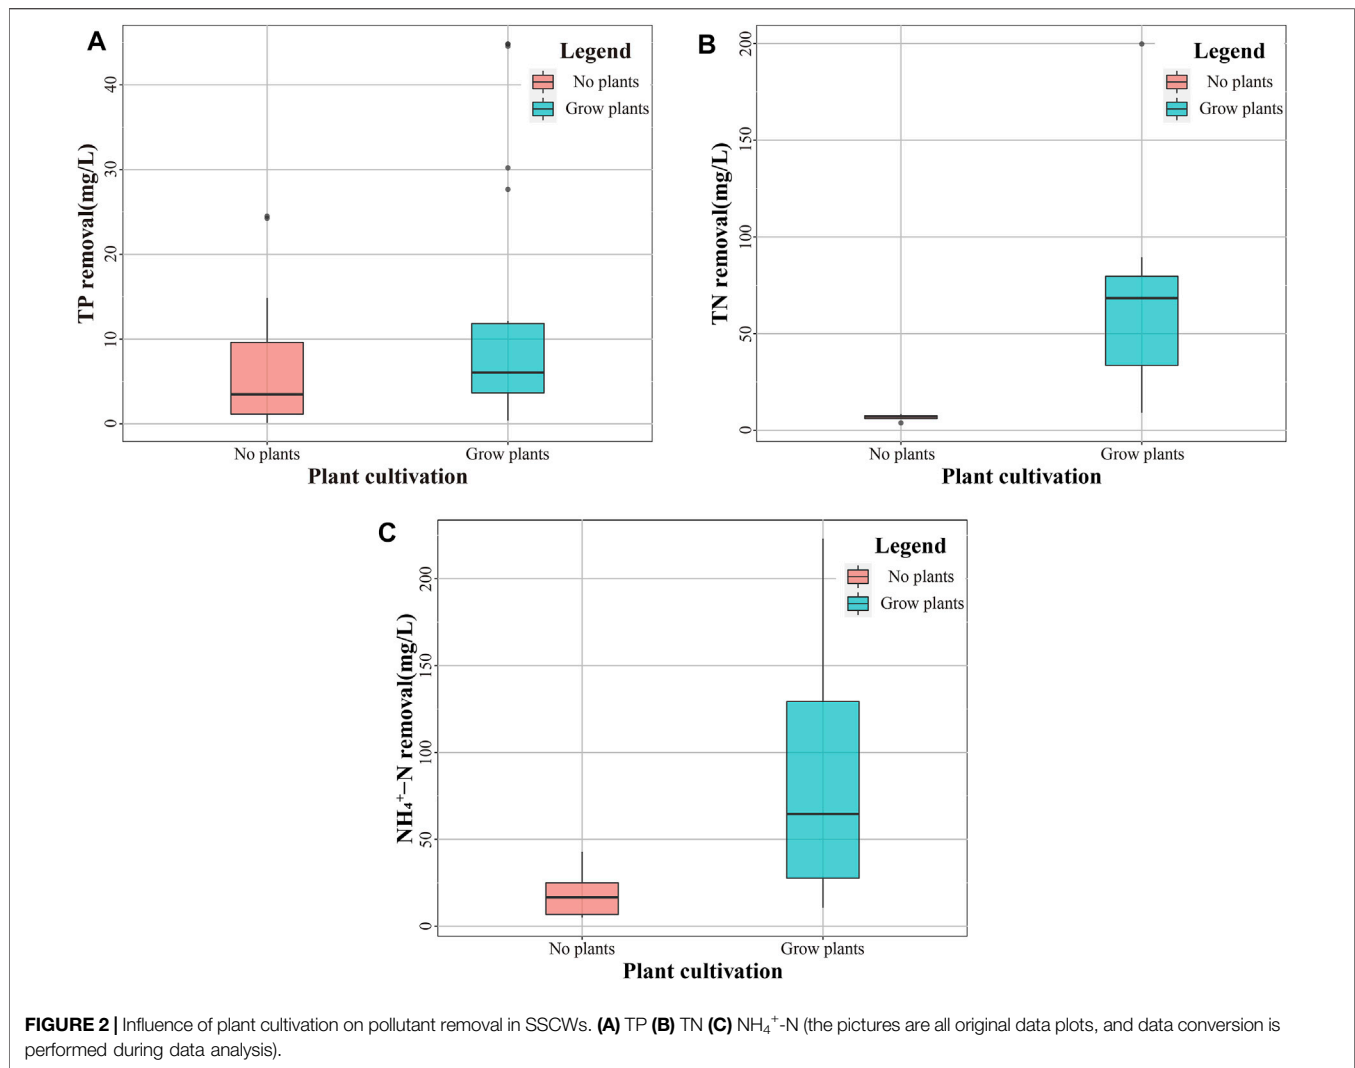 A
Legend
No plants
Grow plants
TP removal(mg/L)
40
30
20
10
0
No plants
Grow plants
Plant cultivation
B
Legend
No plants
Grow plants
TN removal(mg/L)
200
150
100
50
0
No plants
Grow plants
Plant cultivation
C
Legend
No plants
Grow plants
NH₄⁺–N removal(mg/L)
200
150
100
50
0
No plants
Grow plants
Plant cultivation
FIGURE 2 | Influence of plant cultivation on pollutant removal in SSCWs. (A) TP (B) TN (C) NH₄⁺-N (the pictures are all original data plots, and data conversion is
performed during data analysis).